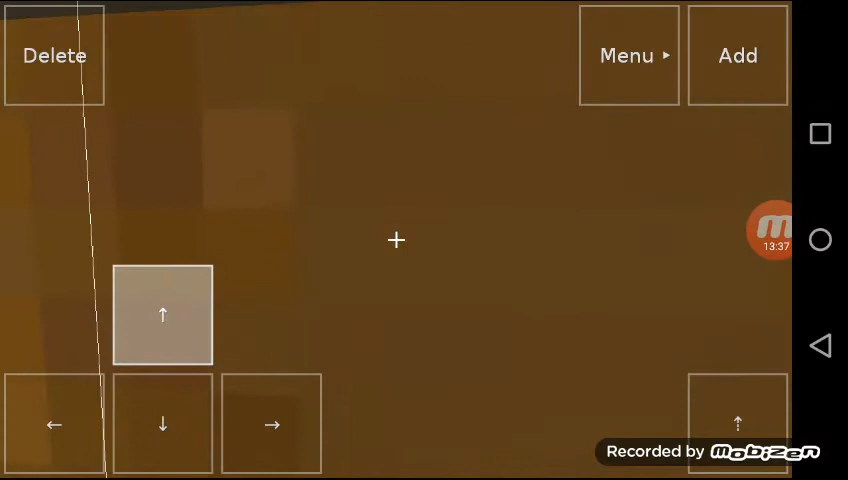 Delete
Menu ▸
Add
13:37
↑
← ↓ → ⇡
Recorded by MOBIZEN